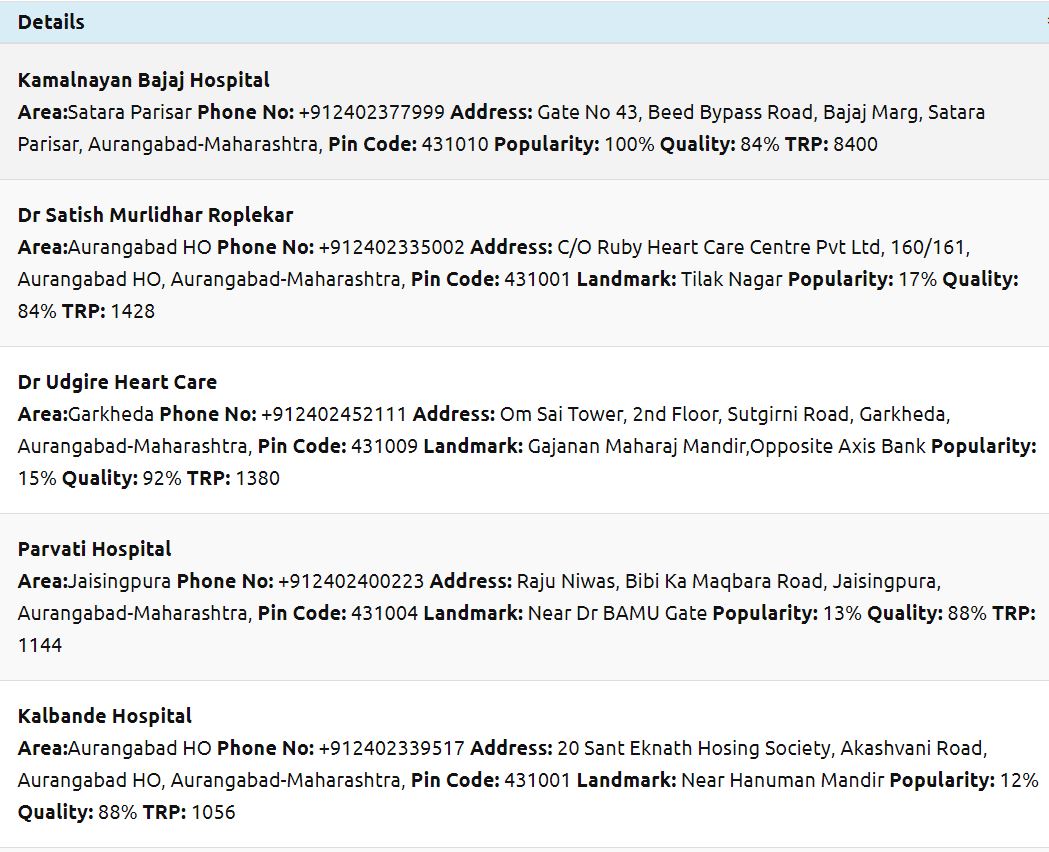 Details
Kamalnayan Bajaj Hospital
Area:Satara Parisar Phone No: +912402377999 Address: Gate No 43, Beed Bypass Road, Bajaj Marg, Satara
Parisar, Aurangabad-Maharashtra, Pin Code: 431010 Popularity: 100% Quality: 84% TRP: 8400
Dr Satish Murlidhar Roplekar
Area:Aurangabad HO Phone No: +912402335002 Address: C/O Ruby Heart Care Centre Pvt Ltd, 160/161,
Aurangabad HO, Aurangabad-Maharashtra, Pin Code: 431001 Landmark: Tilak Nagar Popularity: 17% Quality:
84% TRP: 1428
Dr Udgire Heart Care
Area:Garkheda Phone No: +912402452111 Address: Om Sai Tower, 2nd Floor, Sutgirni Road, Garkheda,
Aurangabad-Maharashtra, Pin Code: 431009 Landmark: Gajanan Maharaj Mandir,Opposite Axis Bank Popularity:
15% Quality: 92% TRP: 1380
Parvati Hospital
Area:Jaisingpura Phone No: +912402400223 Address: Raju Niwas, Bibi Ka Maqbara Road, Jaisingpura,
Aurangabad-Maharashtra, Pin Code: 431004 Landmark: Near Dr BAMU Gate Popularity: 13% Quality: 88% TRP:
1144
Kalbande Hospital
Area:Aurangabad HO Phone No: +912402339517 Address: 20 Sant Eknath Hosing Society, Akashvani Road,
Aurangabad HO, Aurangabad-Maharashtra, Pin Code: 431001 Landmark: Near Hanuman Mandir Popularity: 12%
Quality: 88% TRP: 1056